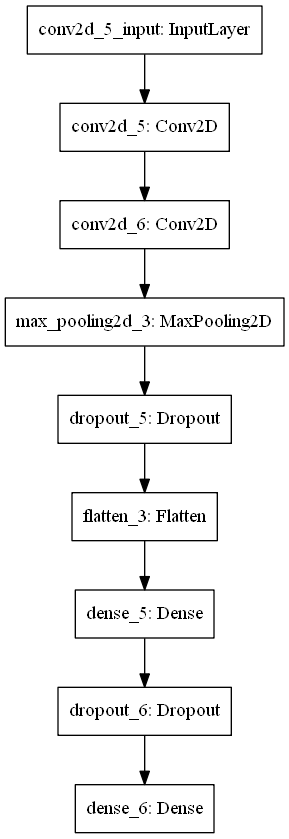 conv2d_5_input: InputLayer
conv2d_5: Conv2D
conv2d_6: Conv2D
max_pooling2d_3: MaxPooling2D
dropout_5: Dropout
flatten_3: Flatten
dense_5: Dense
dropout_6: Dropout
dense_6: Dense